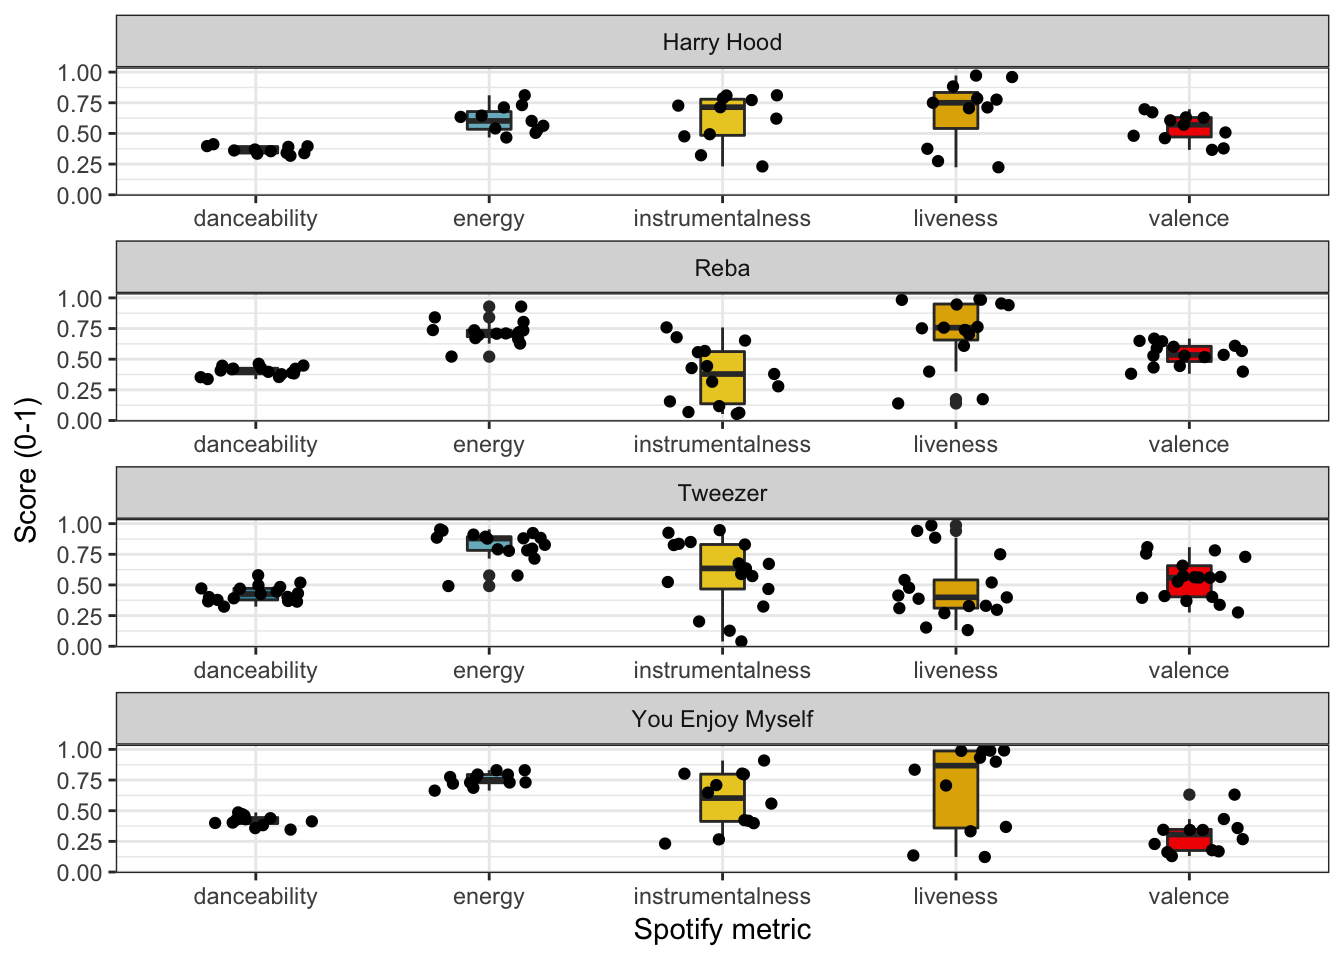 Harry Hood
1.00
0.75
0.50
0.25
0.00
danceability energy instrumentalness liveness valence
Reba
1.00
0.75
0.50
0.25
0.00
danceability energy instrumentalness liveness valence
Score (0-1)
Tweezer
1.00
0.75
0.50
0.25
0.00
danceability energy instrumentalness liveness valence
You Enjoy Myself
1.00
0.75
0.50
0.25
0.00
danceability energy instrumentalness liveness valence
Spotify metric